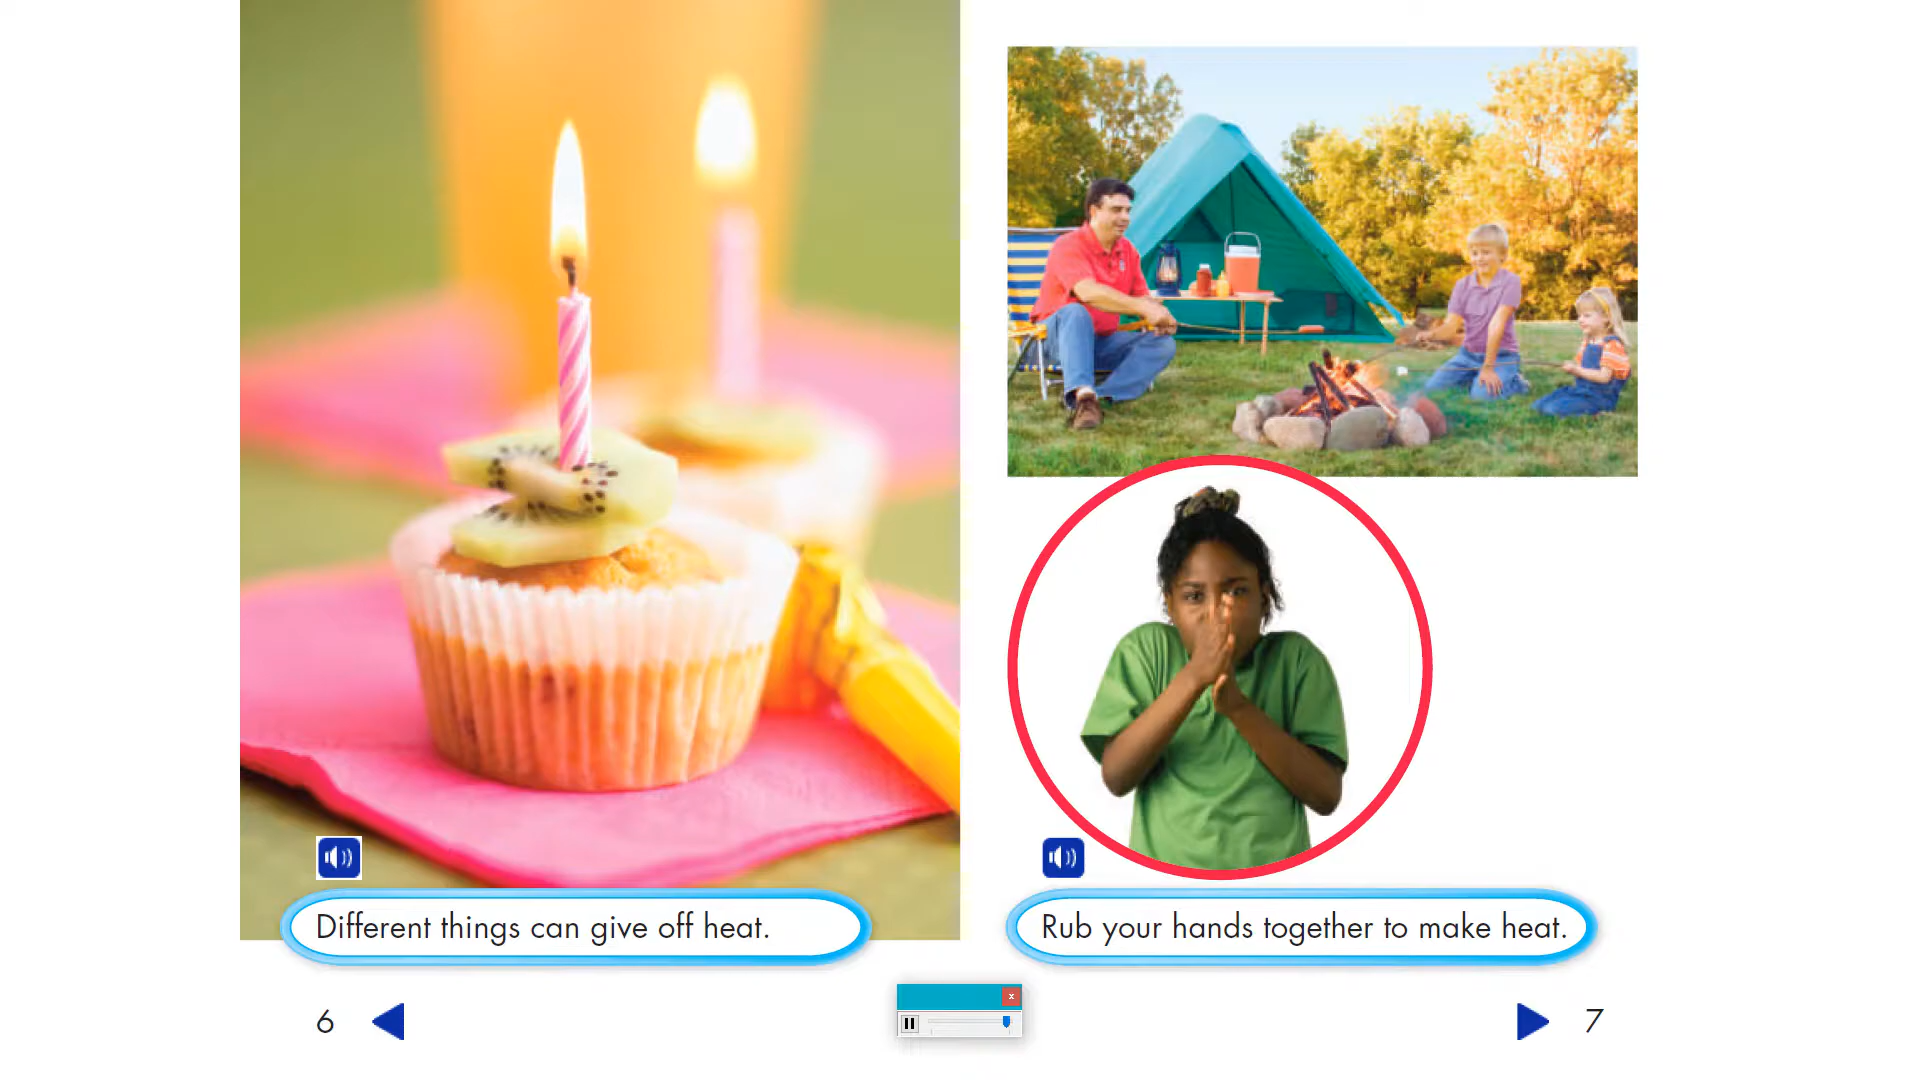 Different things can give off heat.
Rub your hands together to make heat.
6
7